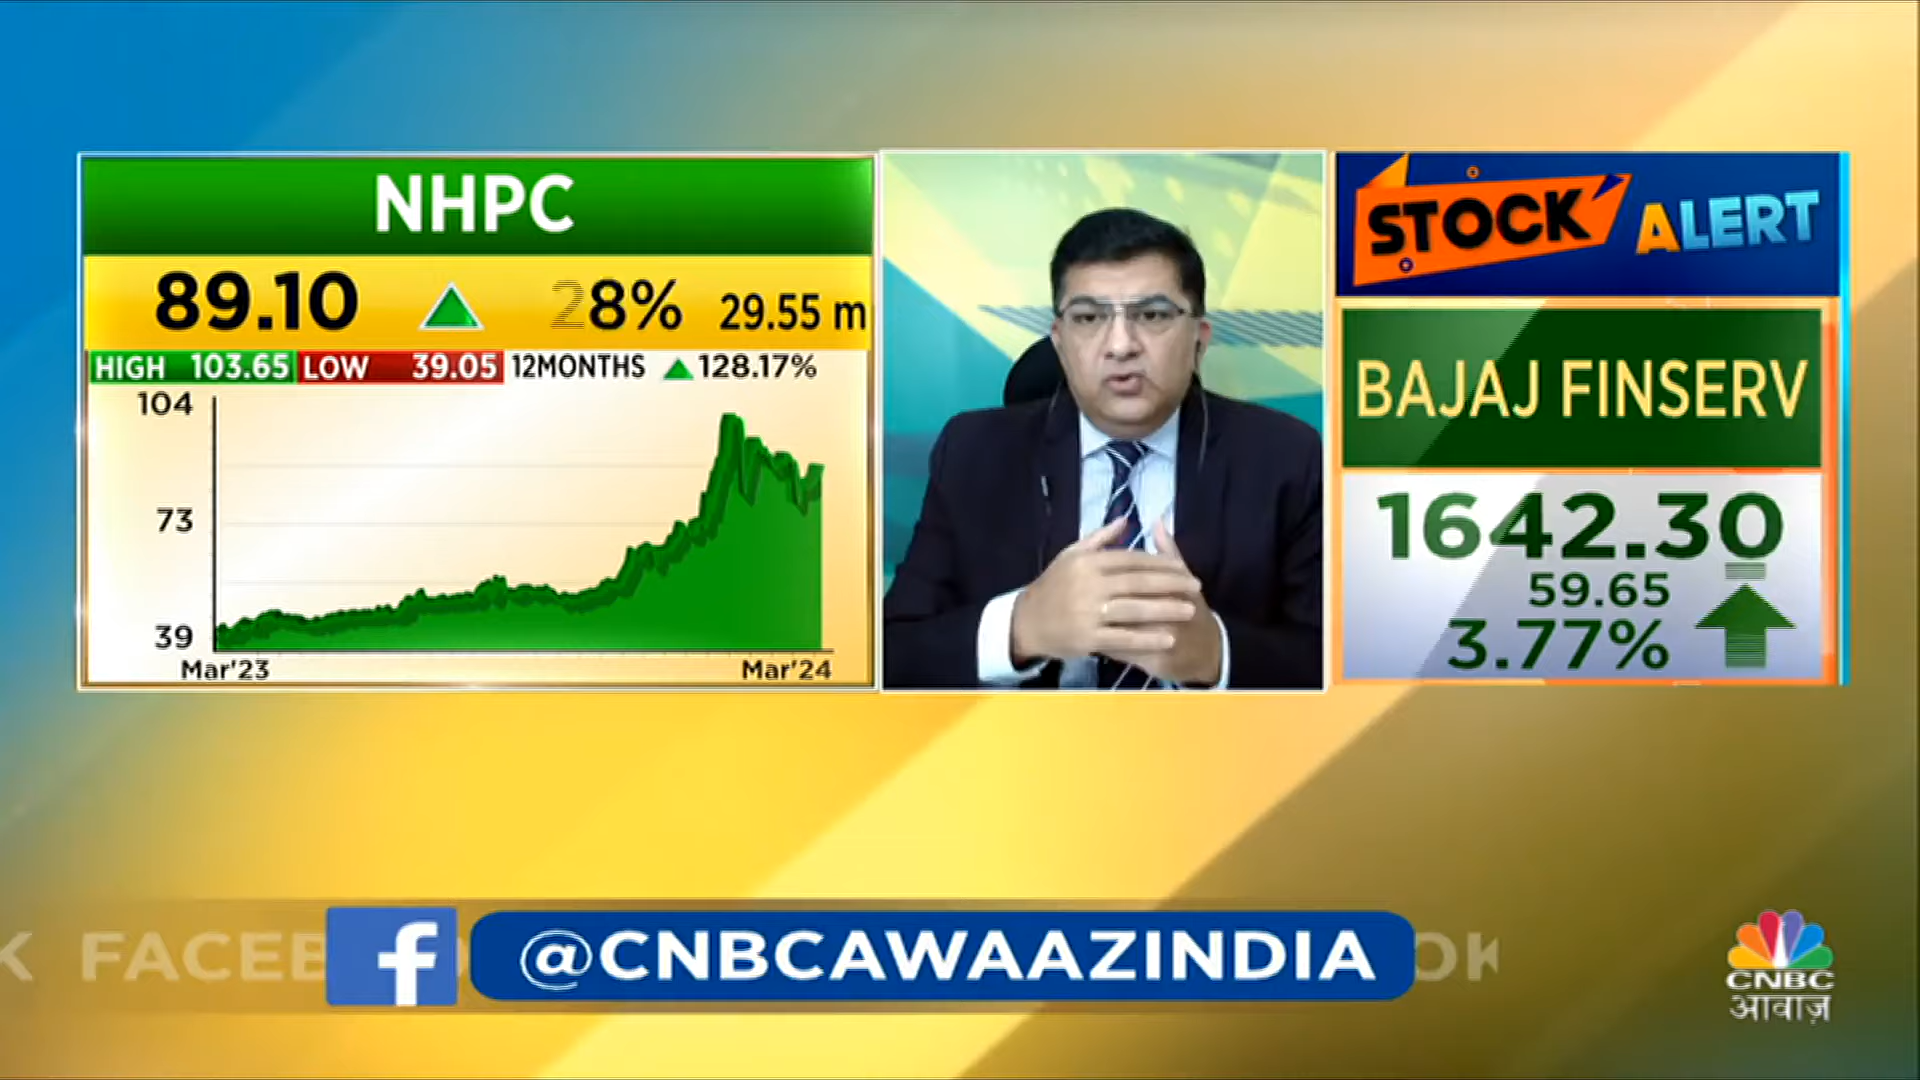 NHPC
89.10 28% 29.55 m
HIGH 103.65 LOW 39.05 12MONTHS 128.17%
104
73
39
Mar'23 Mar'24
STOCK ALERT
BAJAJ FINSERV
1642.30
59.65
3.77%
K FACEB f @CNBCAWAAZINDIA OK
CNBC
आवाज़